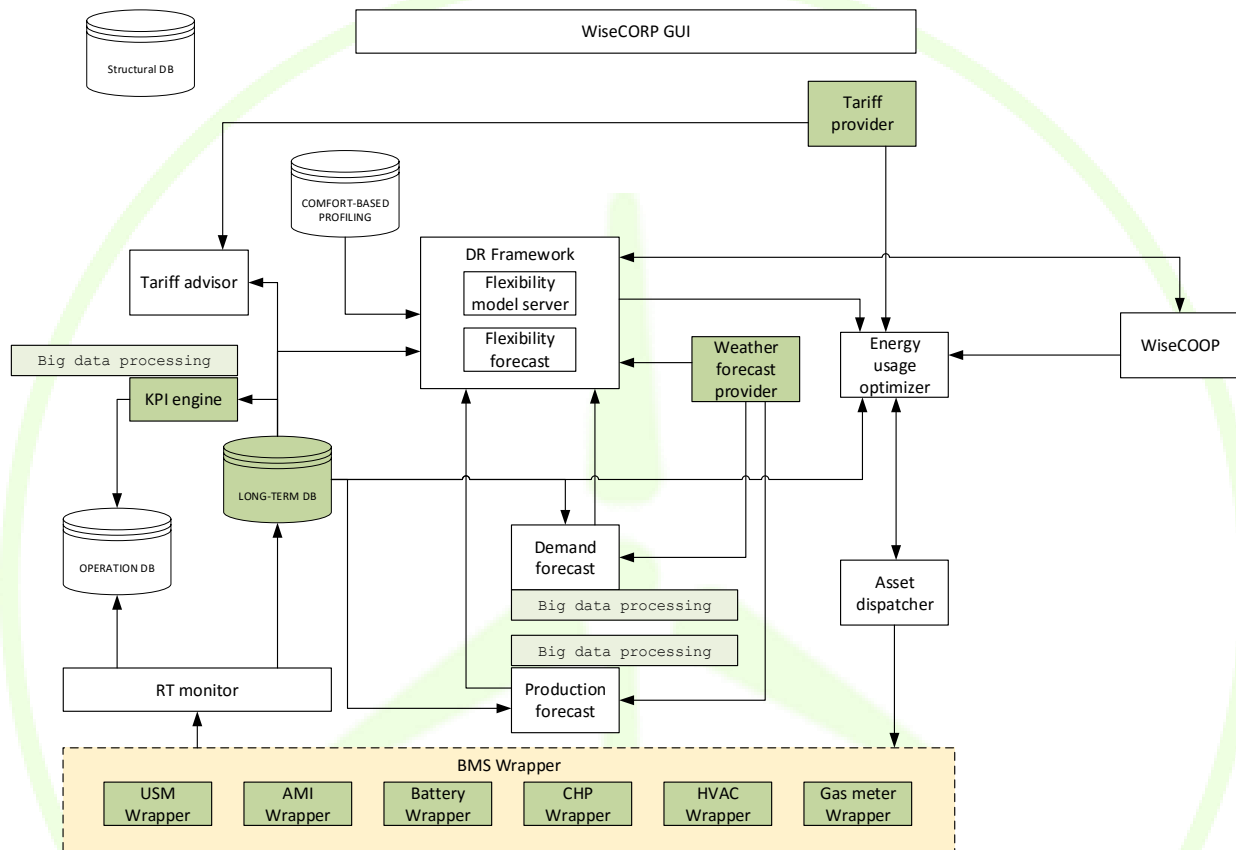 WiseCORP GUI
Structural DB
Tariff
provider
COMFORT-BASED
PROFILING
DR Framework
Flexibility
model server
Flexibility
forecast
Tariff advisor
Big data processing
KPI engine
Weather
forecast
provider
Energy
usage
optimizer
WiseCOOP
LONG-TERM DB
OPERATION DB
Demand
forecast
Big data processing
Asset
dispatcher
Big data processing
Production
forecast
RT monitor
BMS Wrapper
USM
Wrapper
AMI
Wrapper
Battery
Wrapper
CHP
Wrapper
HVAC
Wrapper
Gas meter
Wrapper